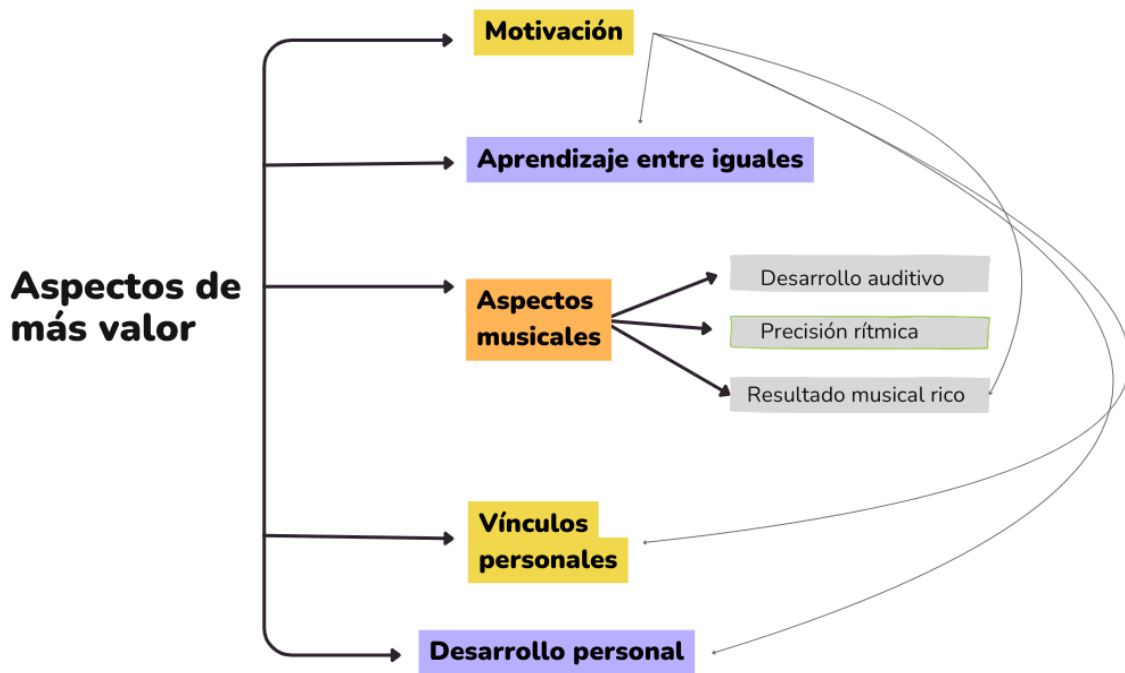 Motivación
Aprendizaje entre iguales
Aspectos de
más valor
Aspectos
musicales
Desarrollo auditivo
Precisión rítmica
Resultado musical rico
Vínculos
personales
Desarrollo personal